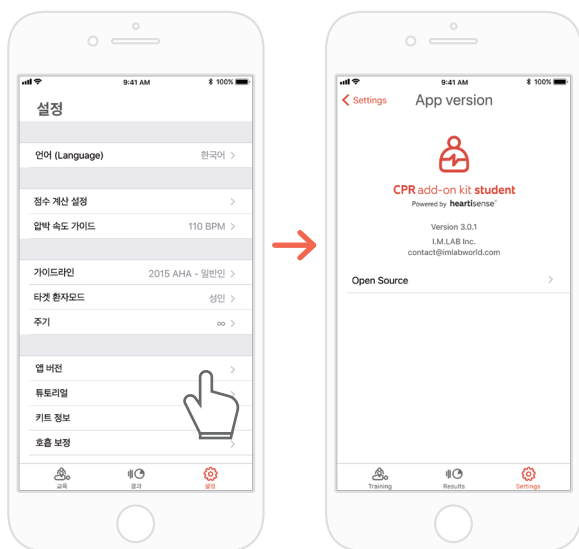 9:41 AM
100%
설정
언어 (Language) 한국어
점수 계산 설정
압박 속도 가이드 110 BPM
가이드라인 2015 AHA - 일반인
타겟 환자모드 성인
주기 ∞
앱 버전
튜토리얼
키트 정보
호흡 보정
교육 결과 설정
9:41 AM
100%
Settings App version
CPR add-on kit student
Powered by heartisense
Version 3.0.1
I.M.LAB Inc.
contact@imlabworld.com
Open Source
Training Results Settings